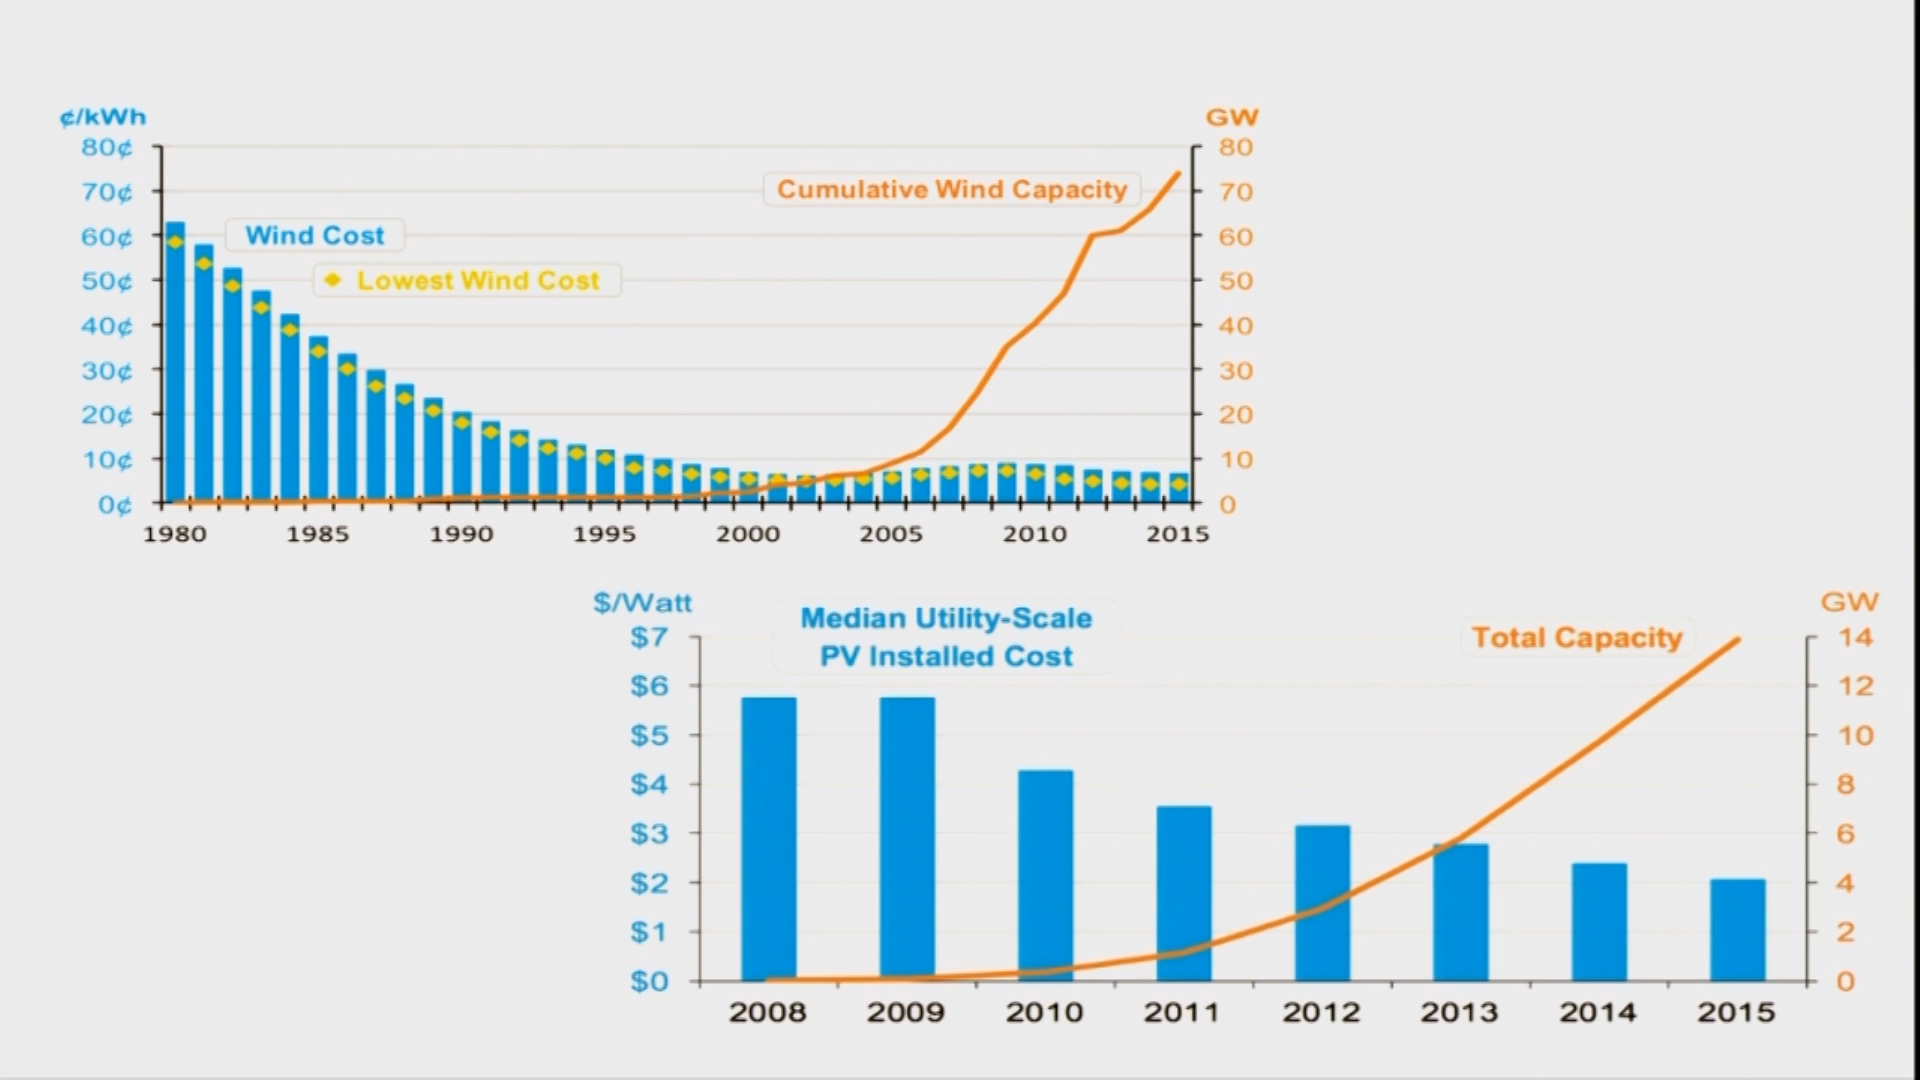 ¢/kWh
GW
80¢
80
Cumulative Wind Capacity
70¢
70
Wind Cost
60¢
60
Lowest Wind Cost
50¢
50
40¢
40
30¢
30
20¢
20
10¢
10
0¢
0
1980 1985 1990 1995 2000 2005 2010 2015
$/Watt
GW
Median Utility-Scale
PV Installed Cost
Total Capacity
$7
14
$6
12
$5
10
$4
8
$3
6
$2
4
$1
2
$0
0
2008 2009 2010 2011 2012 2013 2014 2015